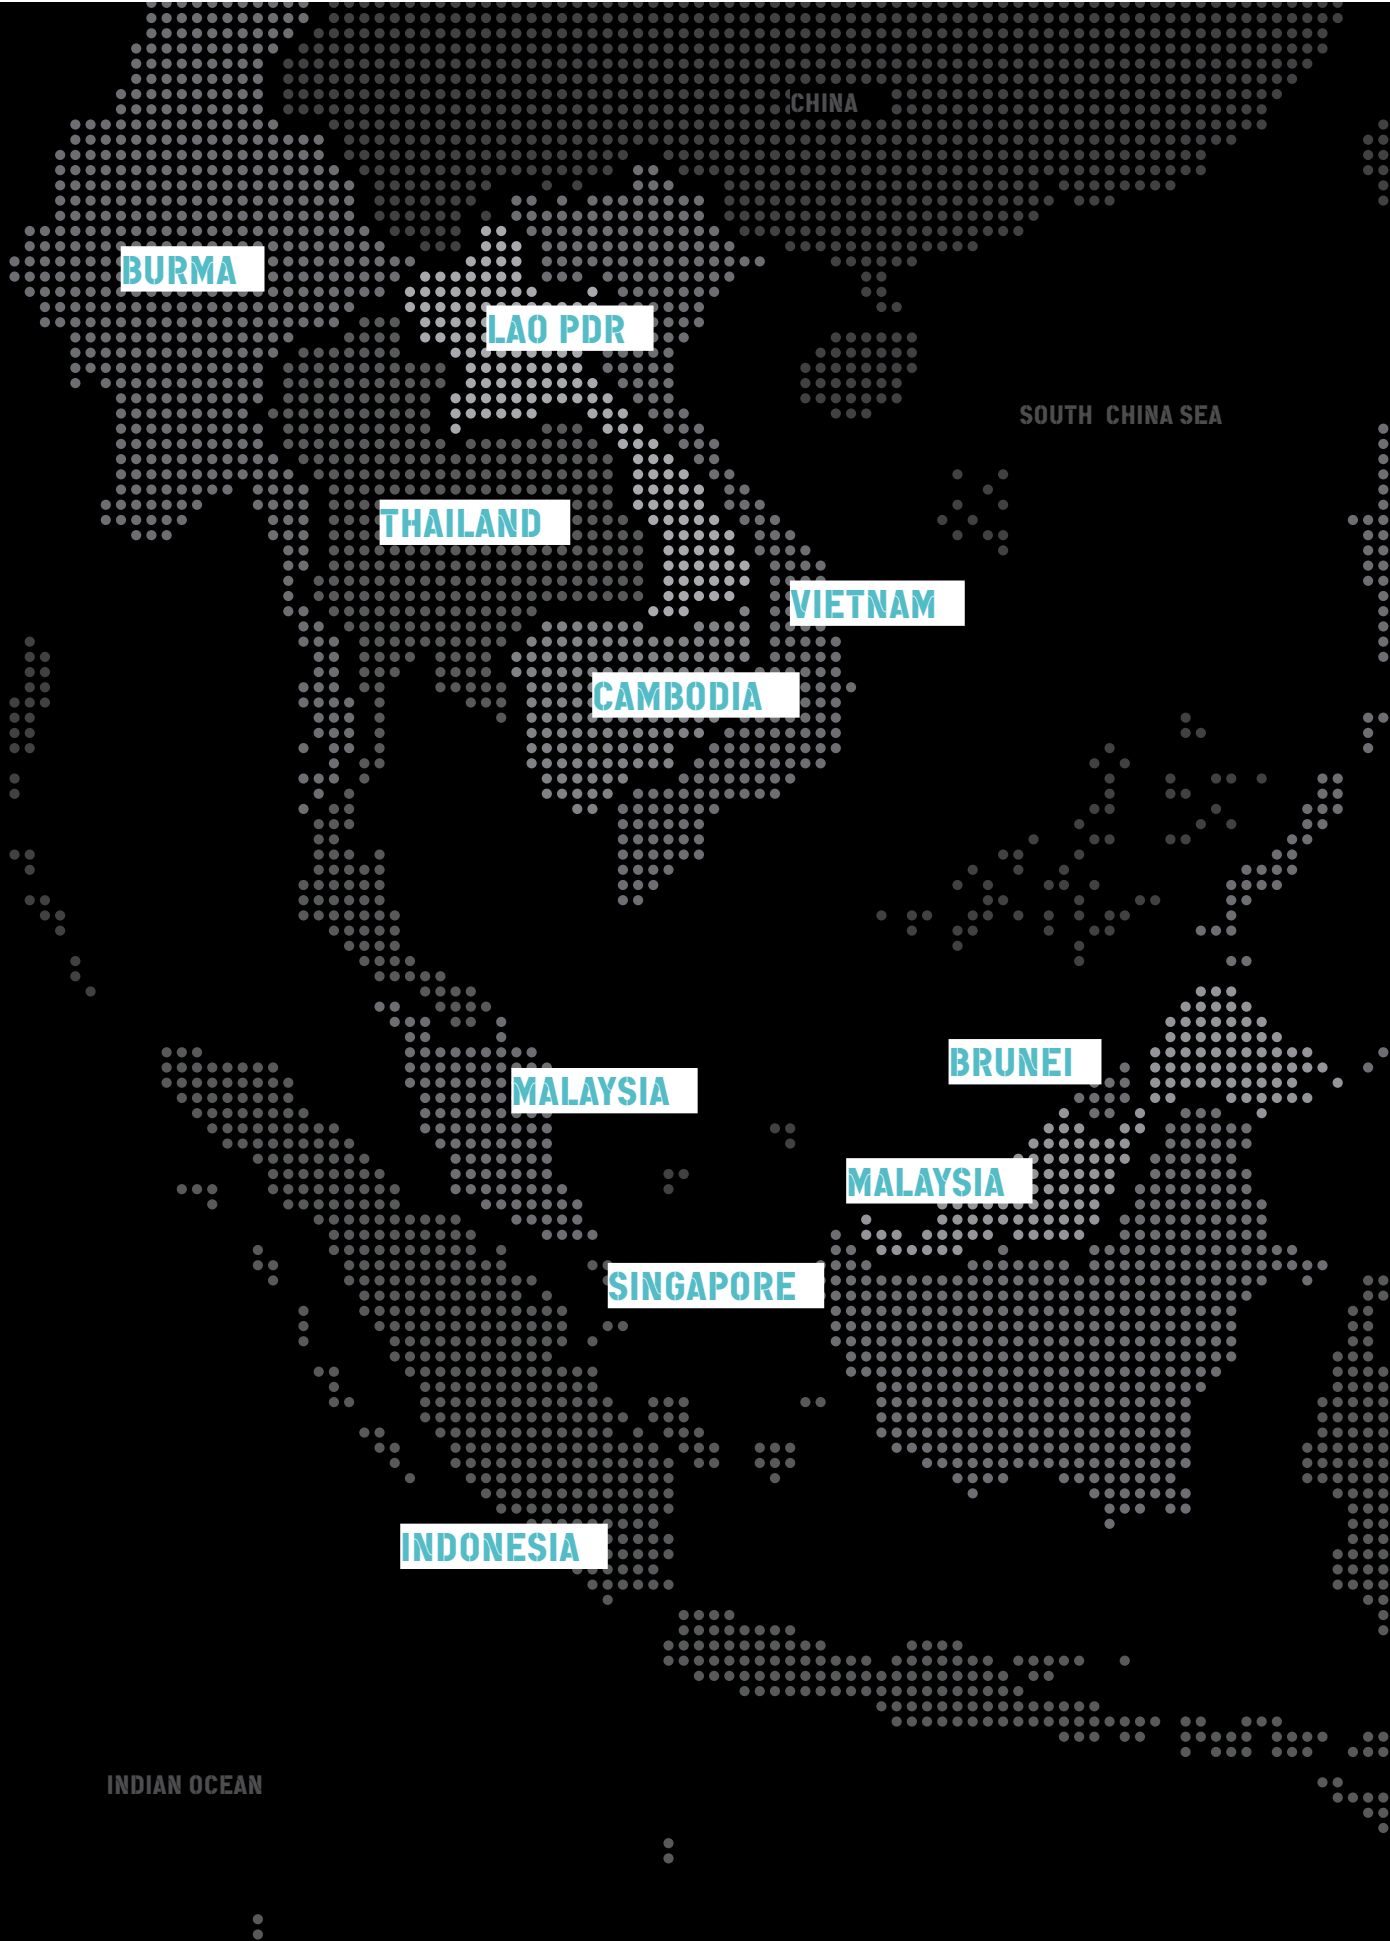 CHINA
BURMA
LAO PDR
SOUTH CHINA SEA
THAILAND
VIETNAM
CAMBODIA
BRUNEI
MALAYSIA
MALAYSIA
SINGAPORE
INDONESIA
INDIAN OCEAN